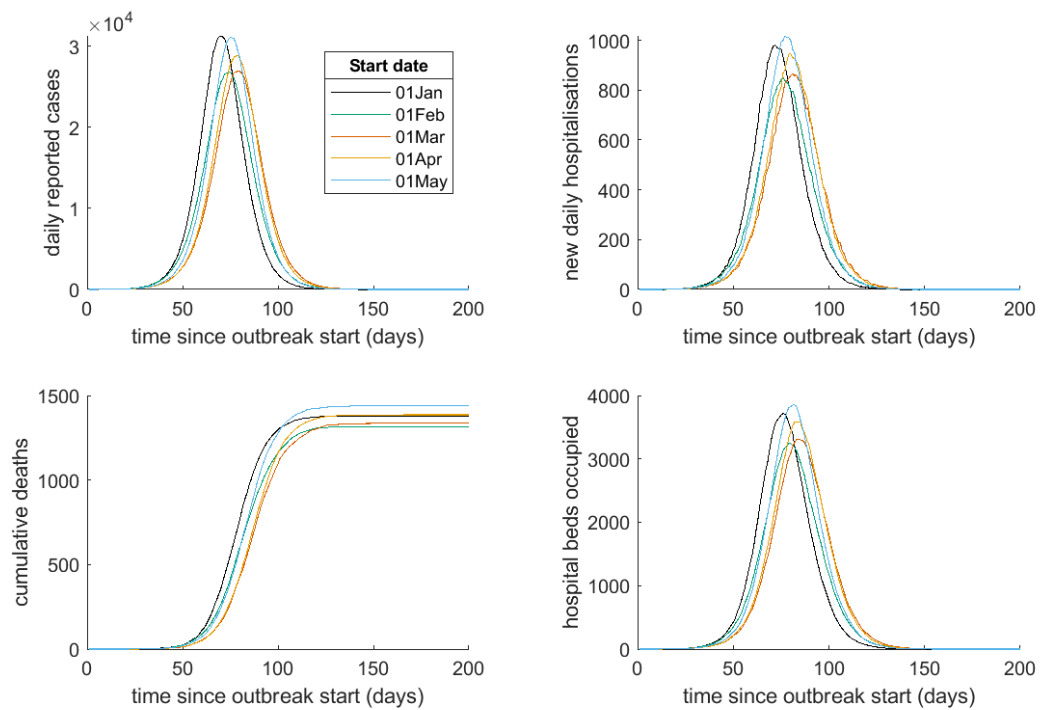 ×10⁴
3
2
1
0
daily reported cases
0
50
100
150
200
time since outbreak start (days)
Start date
01Jan
01Feb
01Mar
01Apr
01May
1000
800
600
400
200
0
new daily hospitalisations
0
50
100
150
200
time since outbreak start (days)
1500
1000
500
0
cumulative deaths
0
50
100
150
200
time since outbreak start (days)
4000
3000
2000
1000
0
hospital beds occupied
0
50
100
150
200
time since outbreak start (days)